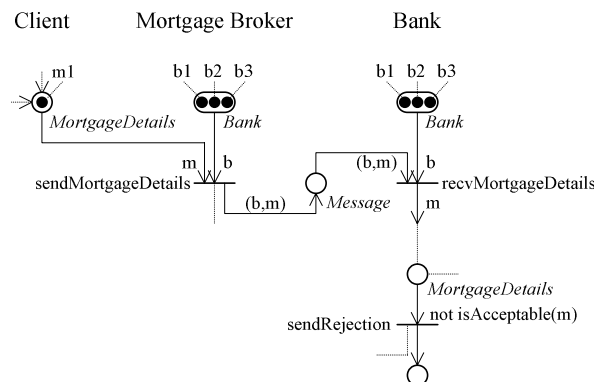 Client Mortgage Broker Bank
m1 b1 b2 b3 b1 b2 b3
MortgageDetails Bank Bank
m b (b,m) b
sendMortgageDetails recvMortgageDetails
(b,m) Message m
MortgageDetails
not isAcceptable(m)
sendRejection